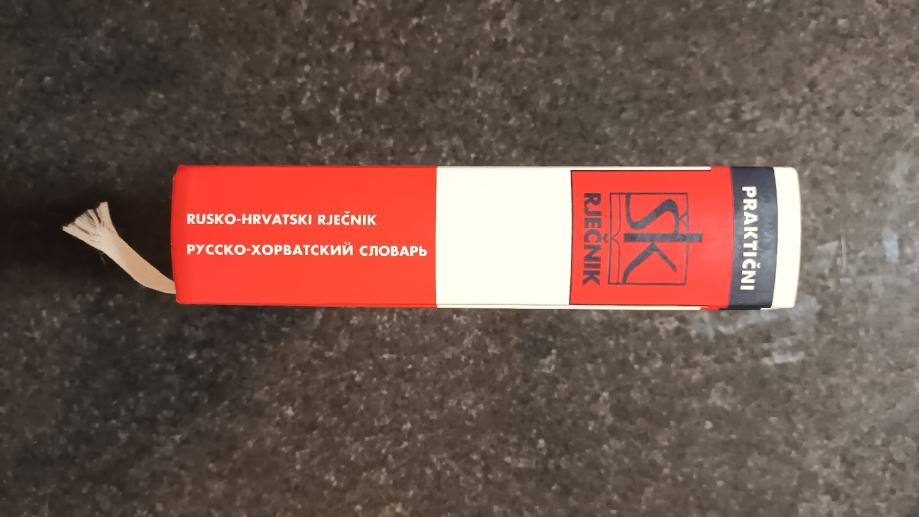 RUSKO-HRVATSKI RJEČNIK
РУССКО-ХОРВАТСКИЙ СЛОВАРЬ
ŠK
RJEČNIK
PRAKTIČNI